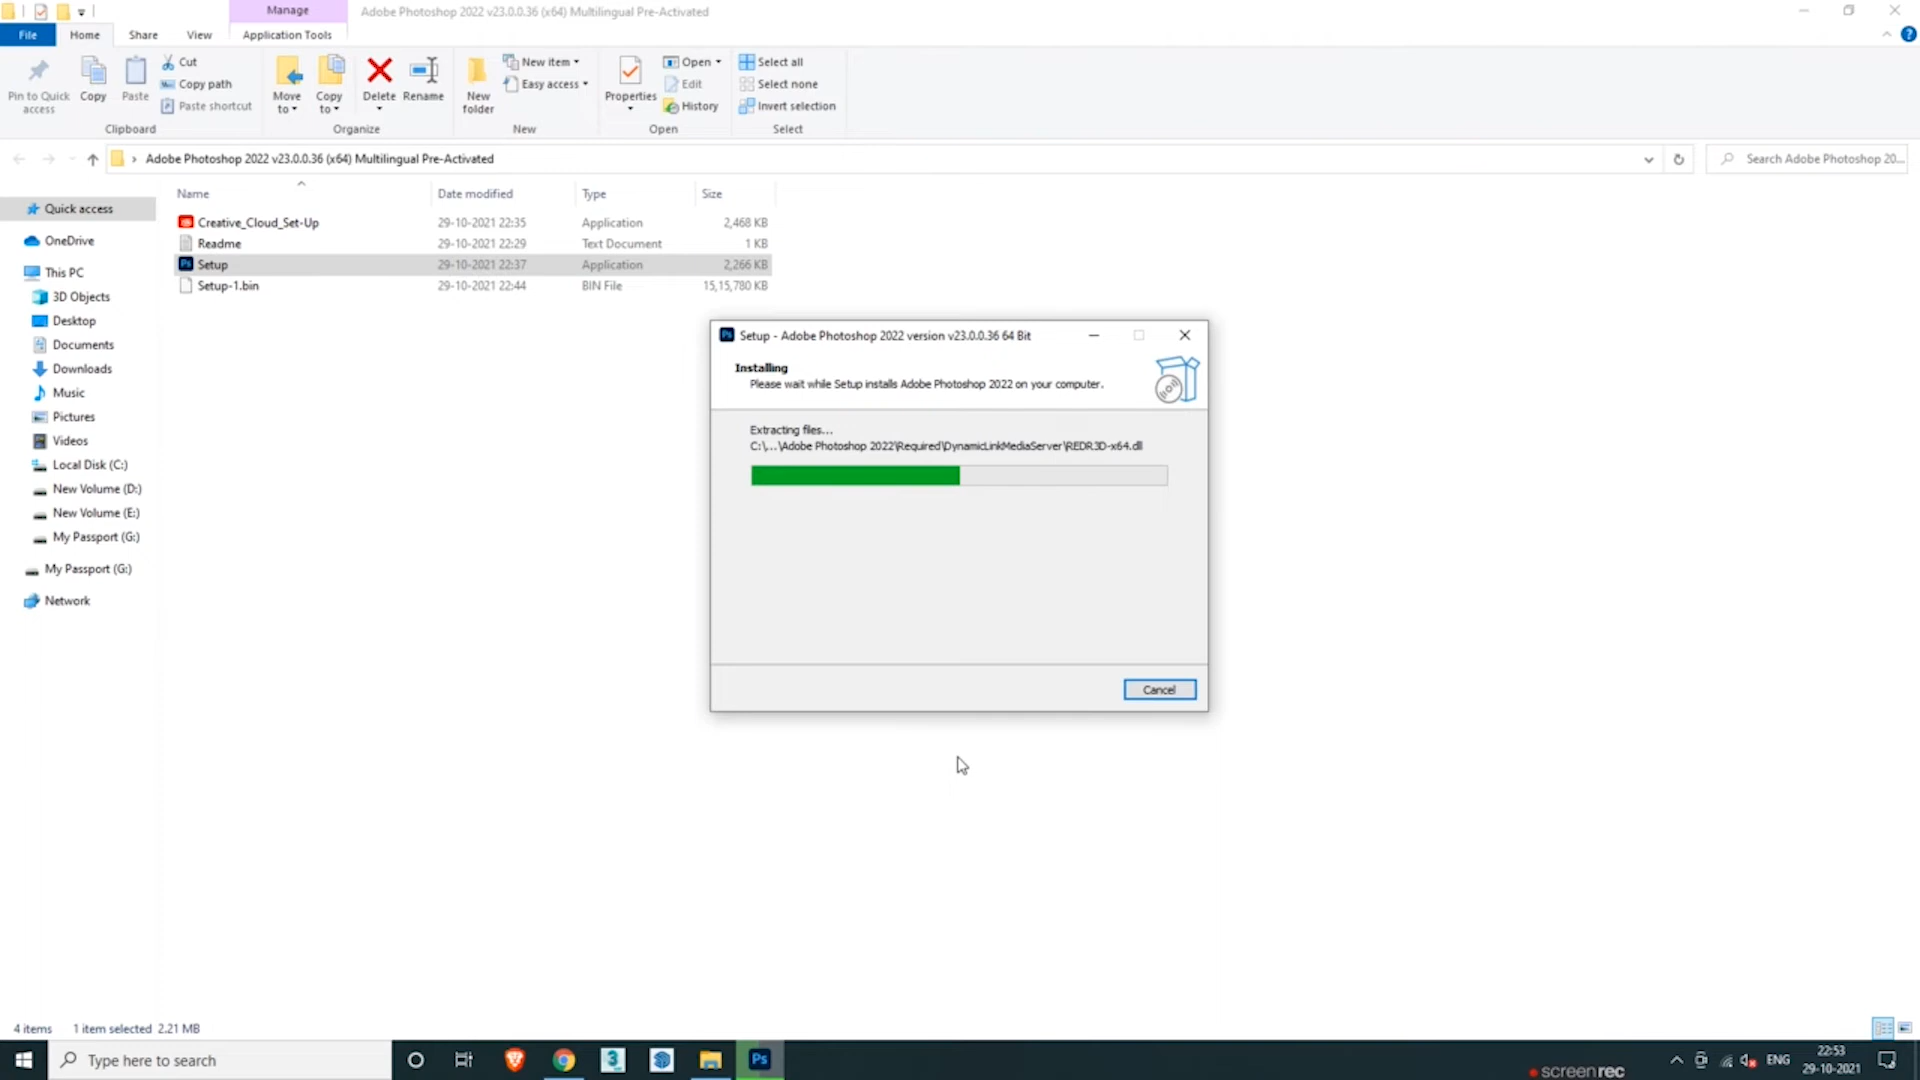 Manage
Adobe Photoshop 2022 v23.0.0.36 (x64) Multilingual Pre-Activated
File
Home
Share
View
Application Tools
Pin to Quick access
Copy
Paste
Cut
Copy path
Paste shortcut
Move to
Copy to
Delete
Rename
New folder
New item
Easy access
Properties
Open
Edit
History
Select all
Select none
Invert selection
Clipboard
Organize
New
Open
Select
Adobe Photoshop 2022 v23.0.0.36 (x64) Multilingual Pre-Activated
Search Adobe Photoshop 20...
Name
Date modified
Type
Size
Creative_Cloud_Set-Up 29-10-2021 22:35 Application 2,468 KB
Readme 29-10-2021 22:29 Text Document 1 KB
Setup 29-10-2021 22:37 Application 2,266 KB
Setup-1.bin 29-10-2021 22:44 BIN File 15,15,780 KB
Quick access
OneDrive
This PC
3D Objects
Desktop
Documents
Downloads
Music
Pictures
Videos
Local Disk (C:)
New Volume (D:)
New Volume (E:)
My Passport (G:)
My Passport (G:)
Network
Ps Setup - Adobe Photoshop 2022 version v23.0.0.36 64 Bit
Installing
Please wait while Setup installs Adobe Photoshop 2022 on your computer.
Extracting files...
C:\...\Adobe Photoshop 2022\Required\DynamicLinkMediaServer\REDR3D-x64.dll
Cancel
4 items 1 item selected 2.21 MB
Type here to search
3
Ps
screenrec
ENG
22:53
29-10-2021